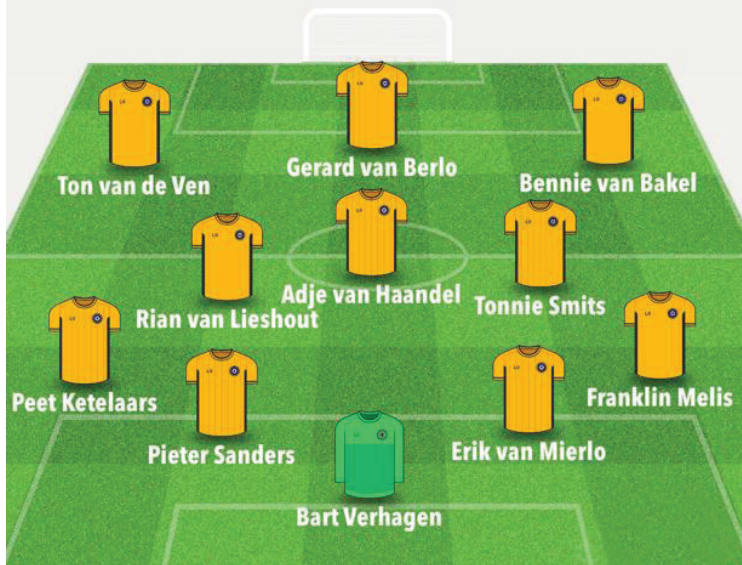 Gerard van Berlo
Ton van de Ven
Bennie van Bakel
Adje van Haandel
Tonnie Smits
Rian van Lieshout
Franklin Melis
Peet Ketelaars
Erik van Mierlo
Pieter Sanders
Bart Verhagen